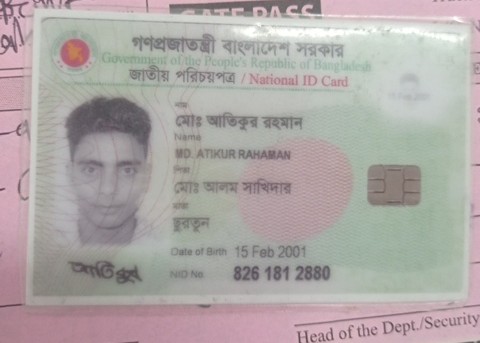 GATE PASS
গণপ্রজাতন্ত্রী বাংলাদেশ সরকার
Government of the People's Republic of Bangladesh
জাতীয় পরিচয়পত্র / National ID Card
নাম
মোঃ আতিকুর রহমান
Name
MD. ATIKUR RAHAMAN
পিতা
মোঃ আলম সাখিদার
মাতা
ছুরতুন
Date of Birth 15 Feb 2001
আতিকুর
NID No. 826 181 2880
Head of the Dept./Security